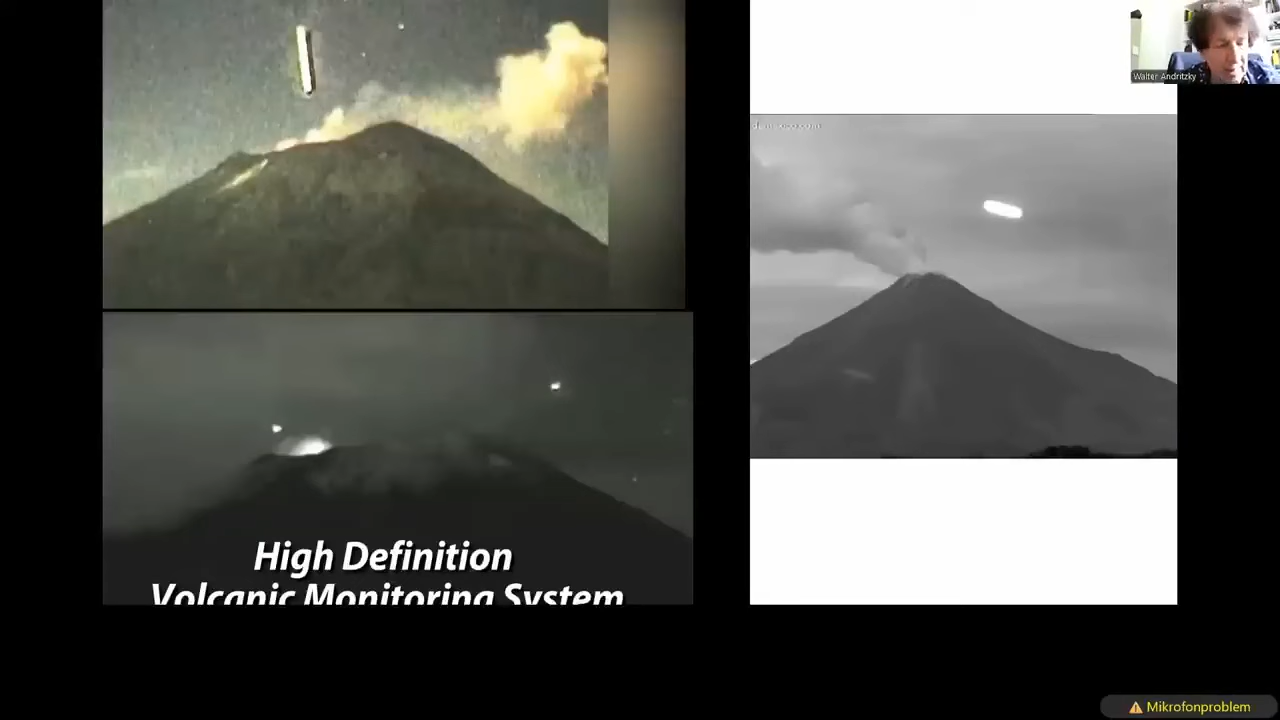 High Definition
Volcanic Monitoring System
Walter Andritzky
⚠ Mikrofonproblem